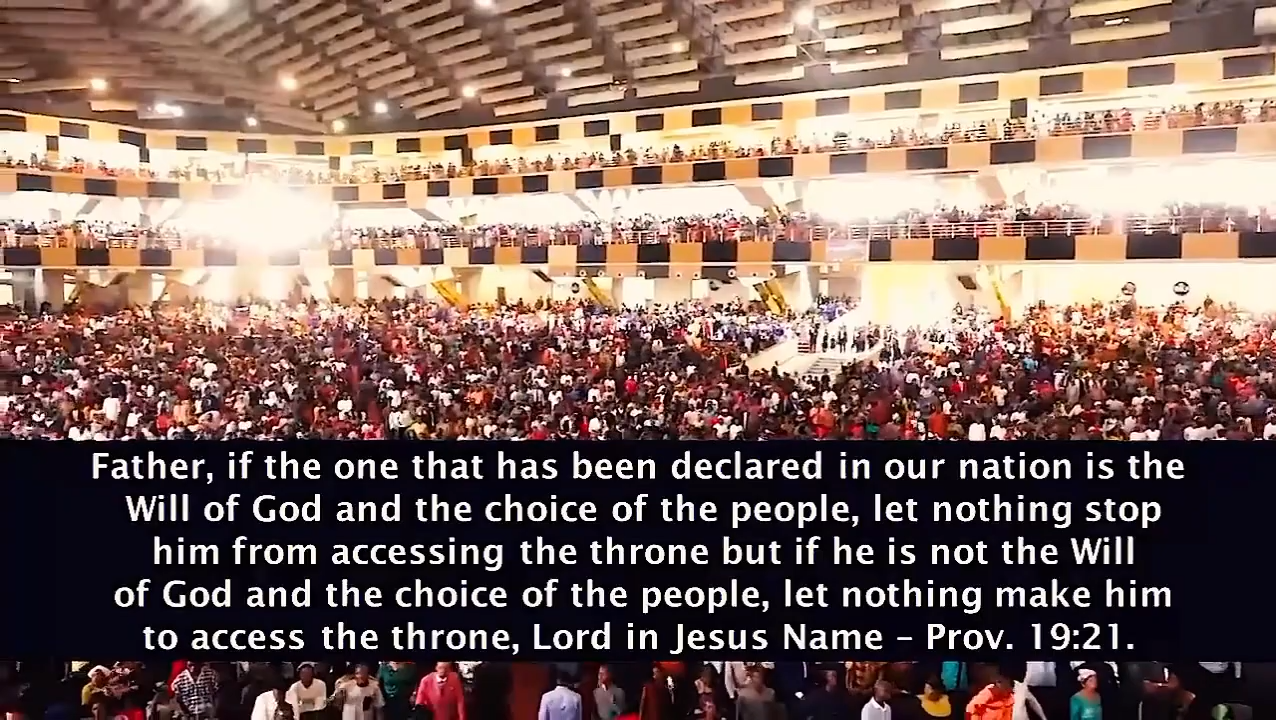 Father, if the one that has been declared in our nation is the
Will of God and the choice of the people, let nothing stop
him from accessing the throne but if he is not the Will
of God and the choice of the people, let nothing make him
to access the throne, Lord in Jesus Name – Prov. 19:21.